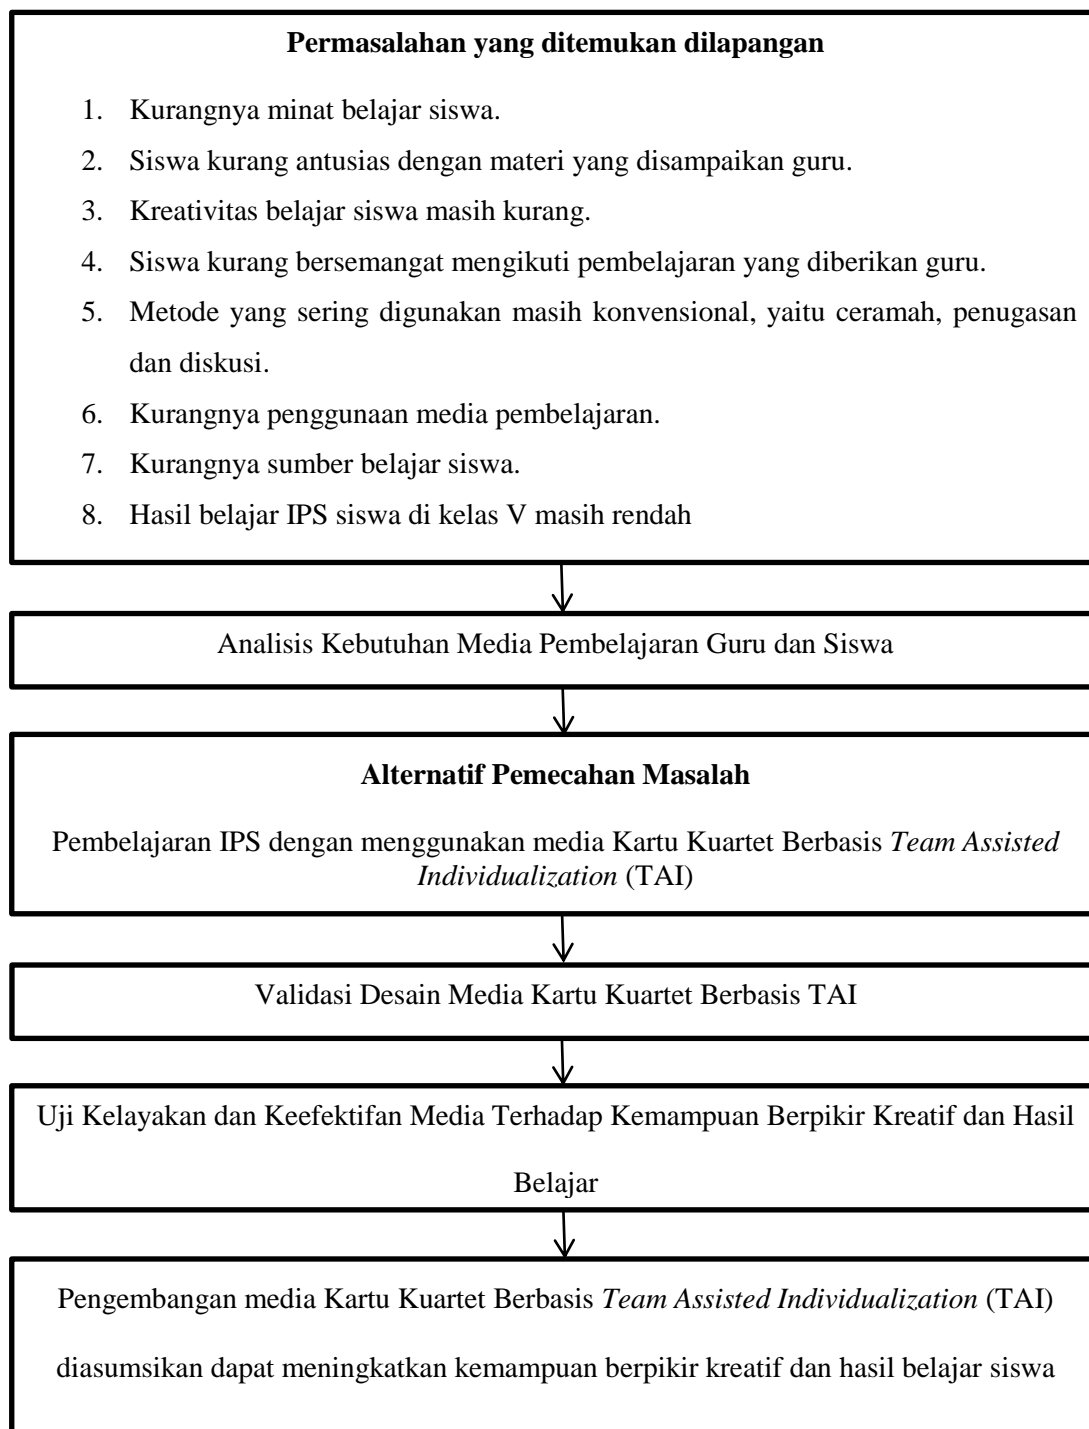 Permasalahan yang ditemukan dilapangan
1. Kurangnya minat belajar siswa.
2. Siswa kurang antusias dengan materi yang disampaikan guru.
3. Kreativitas belajar siswa masih kurang.
4. Siswa kurang bersemangat mengikuti pembelajaran yang diberikan guru.
5. Metode yang sering digunakan masih konvensional, yaitu ceramah, penugasan
dan diskusi.
6. Kurangnya penggunaan media pembelajaran.
7. Kurangnya sumber belajar siswa.
8. Hasil belajar IPS siswa di kelas V masih rendah
Analisis Kebutuhan Media Pembelajaran Guru dan Siswa
Alternatif Pemecahan Masalah
Pembelajaran IPS dengan menggunakan media Kartu Kuartet Berbasis Team Assisted
Individualization (TAI)
Validasi Desain Media Kartu Kuartet Berbasis TAI
Uji Kelayakan dan Keefektifan Media Terhadap Kemampuan Berpikir Kreatif dan Hasil
Belajar
Pengembangan media Kartu Kuartet Berbasis Team Assisted Individualization (TAI)
diasumsikan dapat meningkatkan kemampuan berpikir kreatif dan hasil belajar siswa